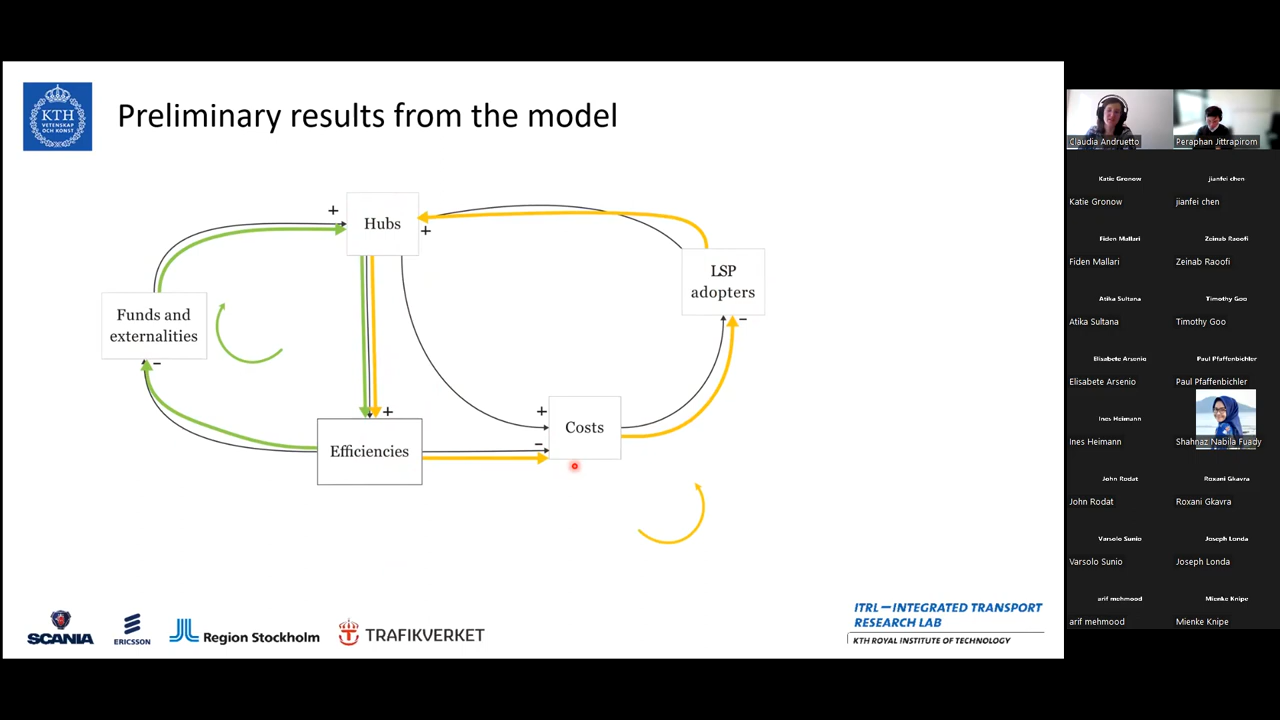 KTH
VETENSKAP
OCH KONST
Preliminary results from the model
+
Hubs
+
LSP
adopters
-
Funds and
externalities
-
+
Efficiencies
+
-
Costs
SCANIA
ERICSSON
Region Stockholm
TRAFIKVERKET
ITRL – INTEGRATED TRANSPORT
RESEARCH LAB
KTH ROYAL INSTITUTE OF TECHNOLOGY
Claudia Andruetto
Peraphan Jittrapirom
Katie Gronow
jianfei chen
Katie Gronow
jianfei chen
Fiden Mallari
Zeinab Raoofi
Fiden Mallari
Zeinab Raoofi
Atika Sultana
Timothy Goo
Atika Sultana
Timothy Goo
Elisabete Arsenio
Paul Pfaffenbichler
Elisabete Arsenio
Paul Pfaffenbichler
Ines Heimann
Ines Heimann
Shahnaz Nabila Fuady
John Rodat
Roxani Gkavra
John Rodat
Roxani Gkavra
Varsolo Sunio
Joseph Londa
Varsolo Sunio
Joseph Londa
arif mehmood
Mienke Knipe
arif mehmood
Mienke Knipe